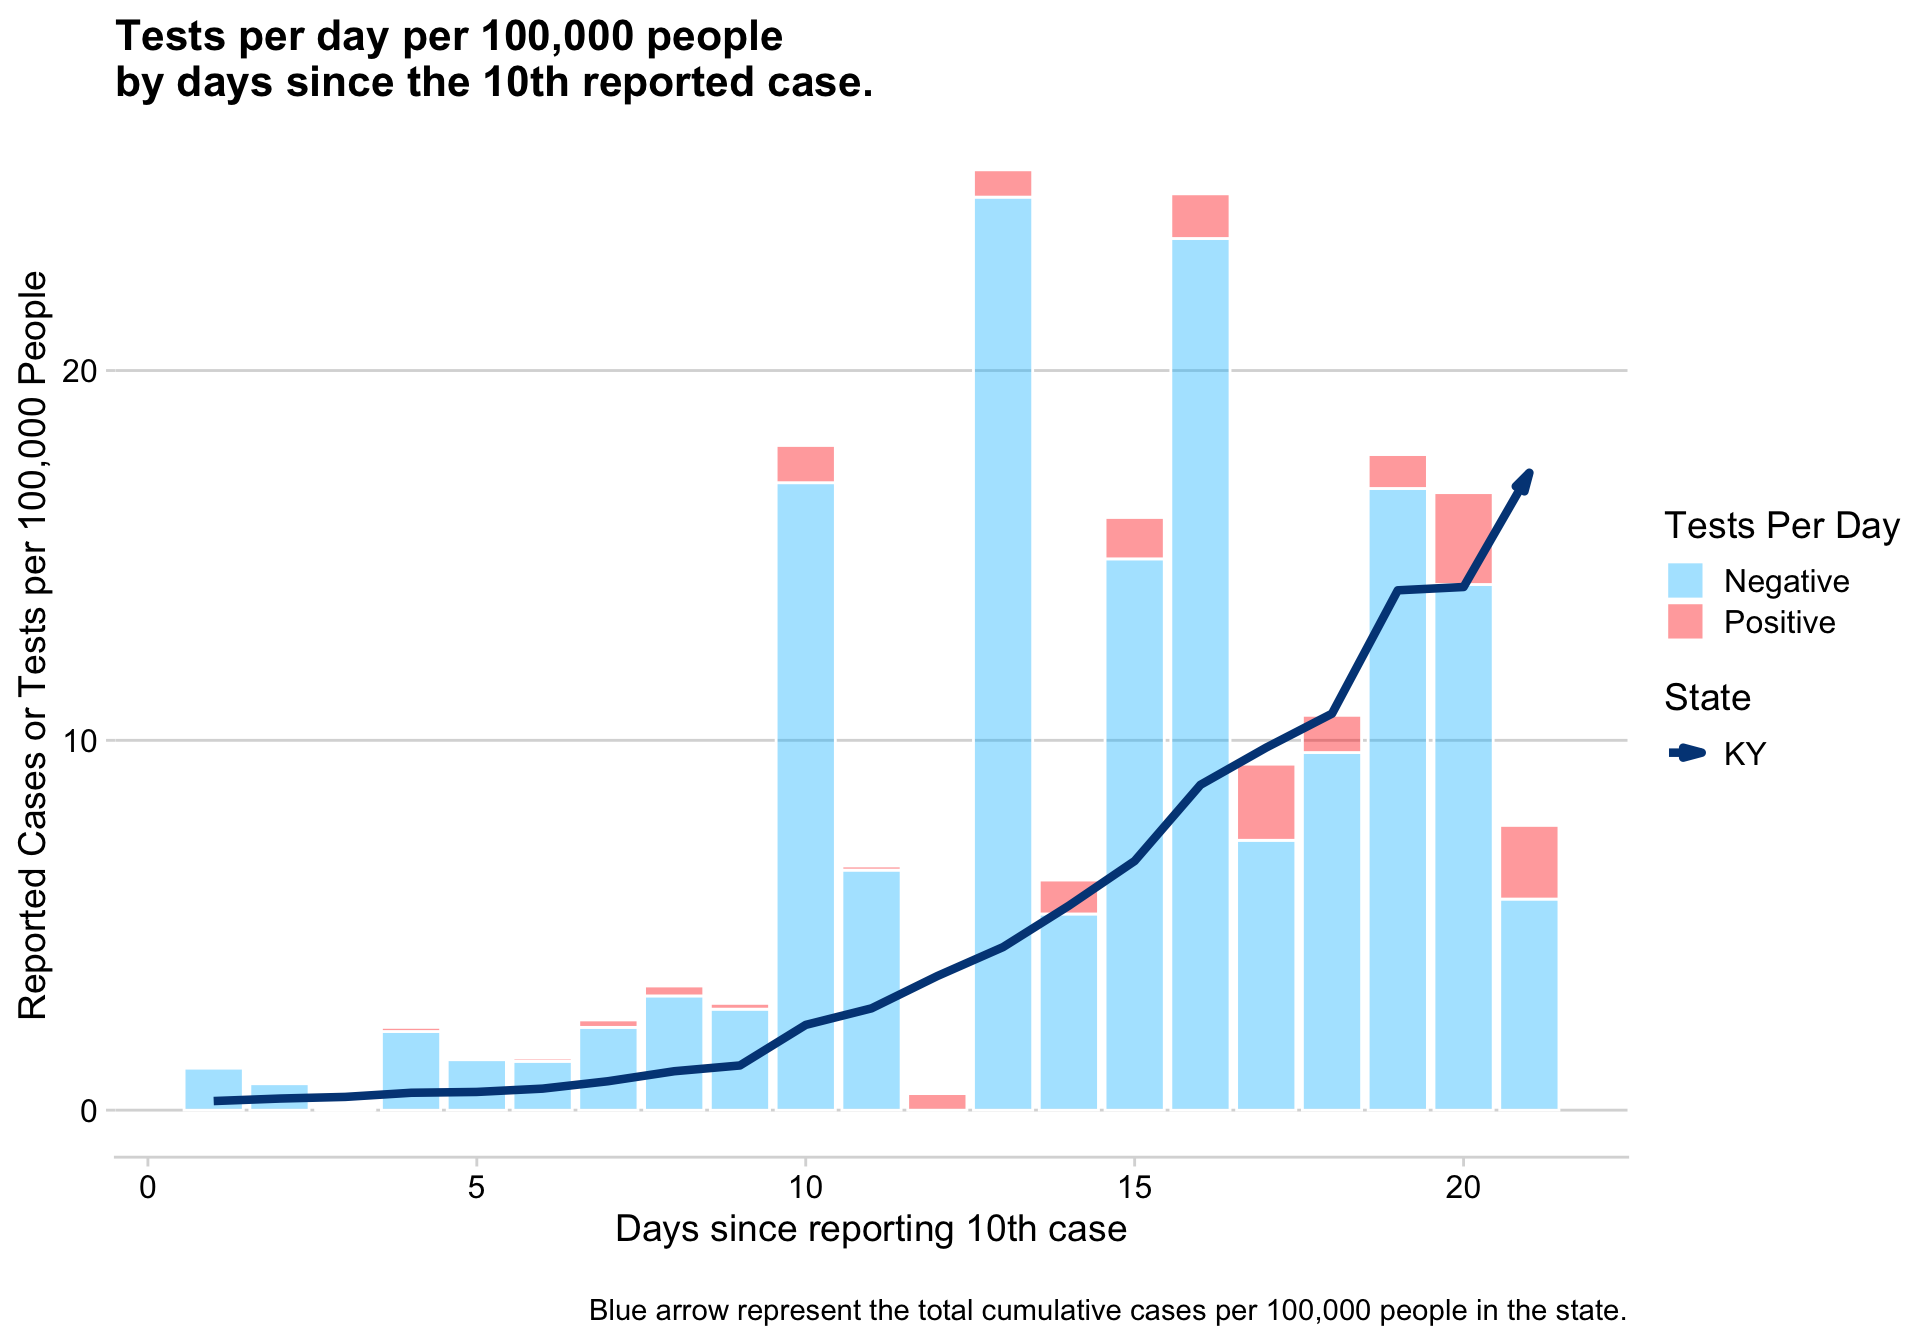 Tests per day per 100,000 people
by days since the 10th reported case.
Reported Cases or Tests per 100,000 People
20
10
0
0
5
10
15
20
Days since reporting 10th case
Tests Per Day
Negative
Positive
State
KY
Blue arrow represent the total cumulative cases per 100,000 people in the state.